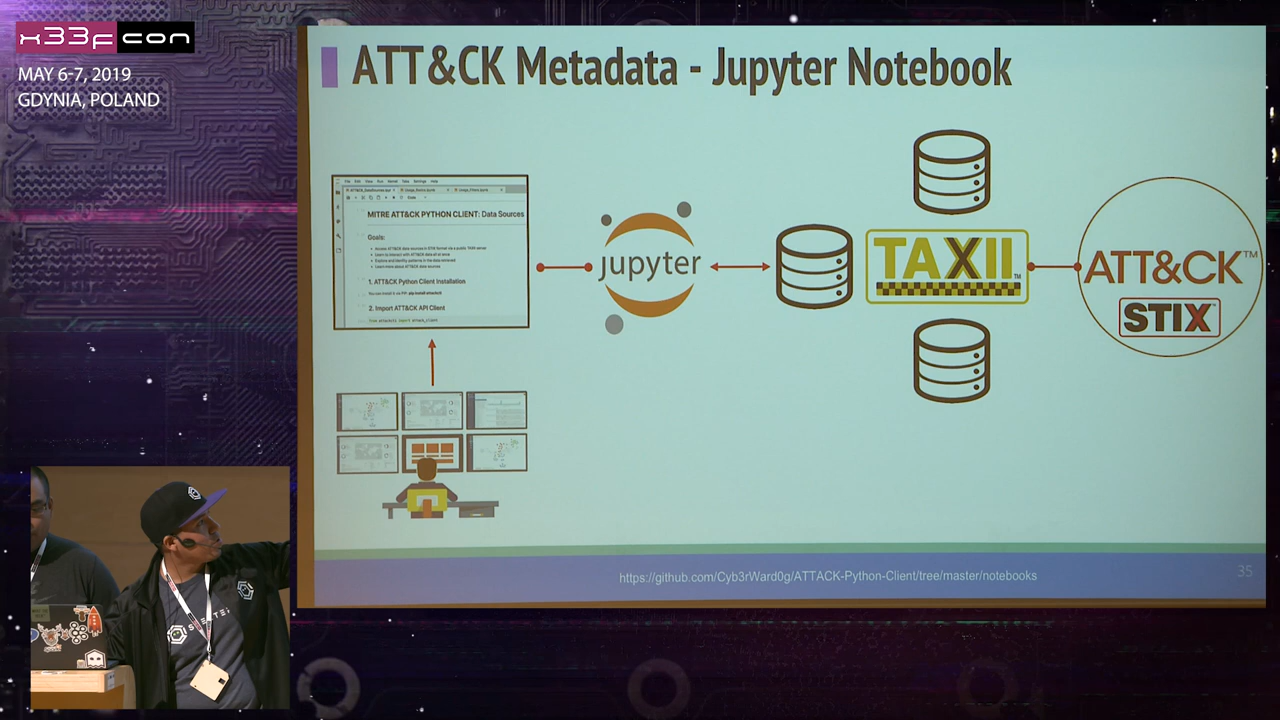 x33fcon
MAY 6-7, 2019
GDYNIA, POLAND
ATT&CK Metadata - Jupyter Notebook
MITRE ATT&CK PYTHON CLIENT: Data Sources
Goals:
1. ATT&CK Python Client Installation
2. Import ATT&CK API Client
jupyter
TAXII
ATT&CK™
STIX
https://github.com/Cyb3rWard0g/ATTACK-Python-Client/tree/master/notebooks
35